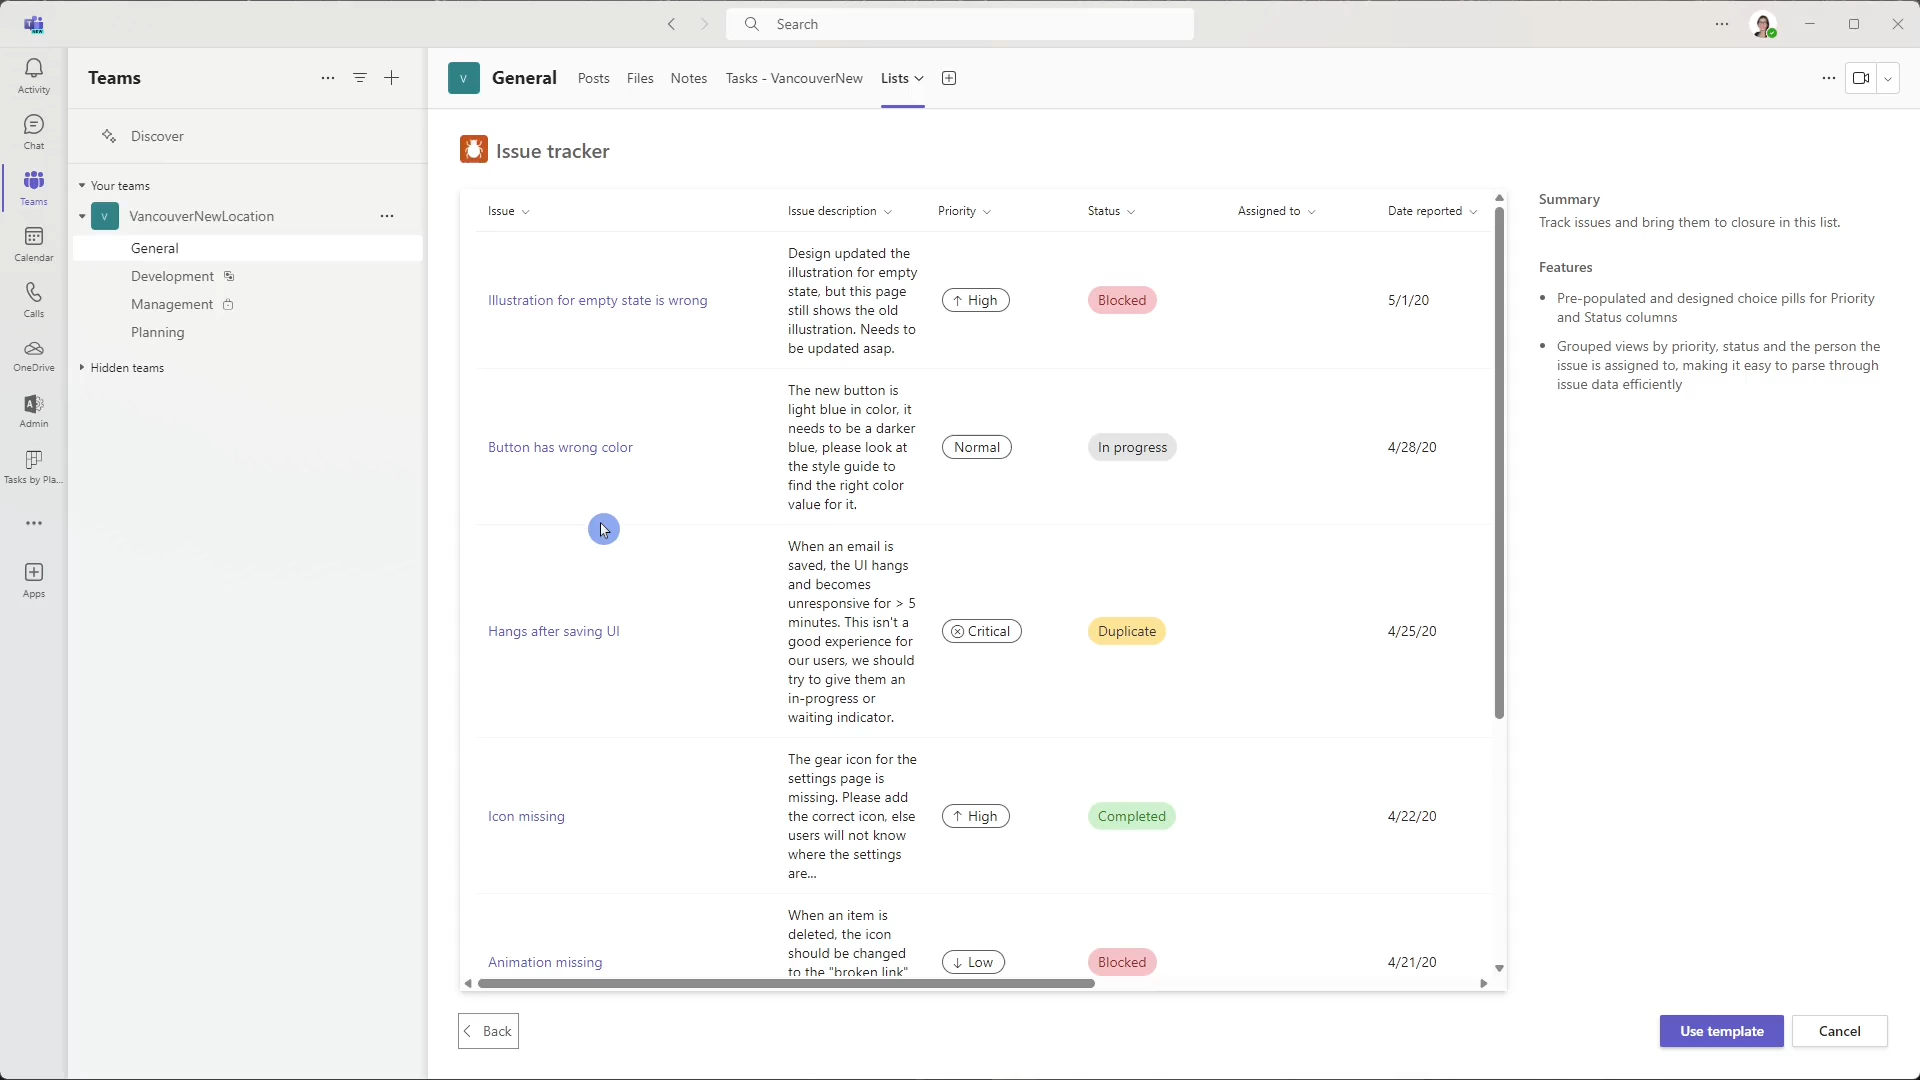 NEW
Search
Activity
Chat
Teams
Calendar
Calls
OneDrive
Admin
Tasks by Pla...
Apps
Teams
Discover
Your teams
V VancouverNewLocation
General
Development
Management
Planning
Hidden teams
V General Posts Files Notes Tasks - VancouverNew Lists
Issue tracker
Issue Issue description Priority Status Assigned to Date reported
Illustration for empty state is wrong
Design updated the
illustration for empty
state, but this page
still shows the old
illustration. Needs to
be updated asap.
High
Blocked
5/1/20
Button has wrong color
The new button is
light blue in color, it
needs to be a darker
blue, please look at
the style guide to
find the right color
value for it.
Normal
In progress
4/28/20
Hangs after saving UI
When an email is
saved, the UI hangs
and becomes
unresponsive for > 5
minutes. This isn't a
good experience for
our users, we should
try to give them an
in-progress or
waiting indicator.
Critical
Duplicate
4/25/20
Icon missing
The gear icon for the
settings page is
missing. Please add
the correct icon, else
users will not know
where the settings
are...
High
Completed
4/22/20
Animation missing
When an item is
deleted, the icon
should be changed
to the "broken link"
Low
Blocked
4/21/20
Summary
Track issues and bring them to closure in this list.
Features
• Pre-populated and designed choice pills for Priority
and Status columns
• Grouped views by priority, status and the person the
issue is assigned to, making it easy to parse through
issue data efficiently
Back
Use template
Cancel